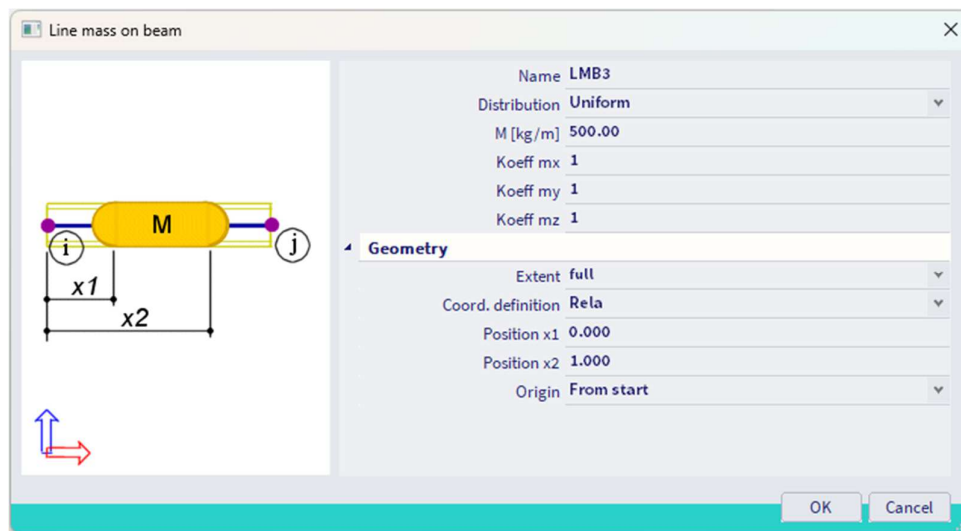 Line mass on beam
M
i
j
x1
x2
Name LMB3
Distribution Uniform
M [kg/m] 500.00
Koeff mx 1
Koeff my 1
Koeff mz 1
Geometry
Extent full
Coord. definition Rela
Position x1 0.000
Position x2 1.000
Origin From start
OK Cancel